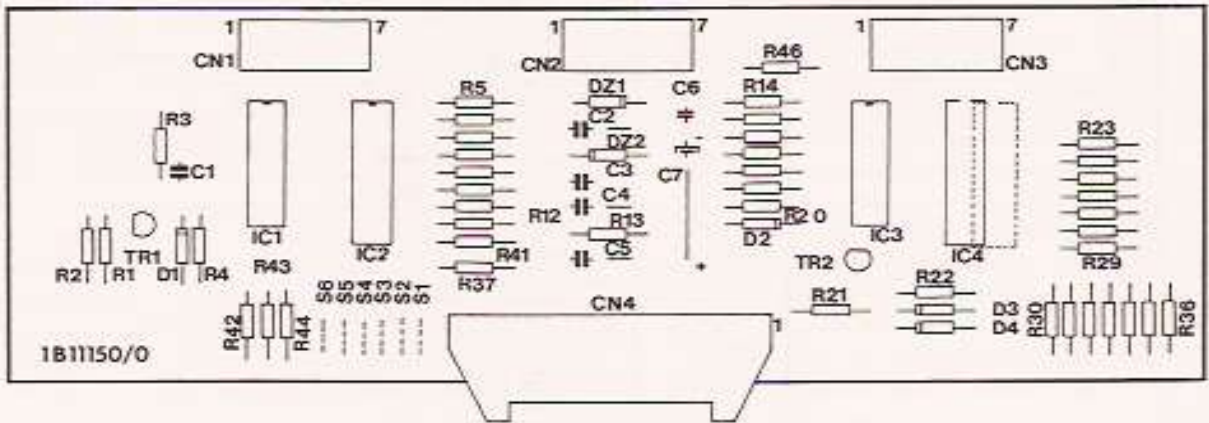 1 7
1 7
1 7
CN1
CN2
CN3
R46
R5
DZ1
C6
R14
C2
R3
R23
DZ2
C1
C3
C7
C4
R12
R13
R20
IC1
IC2
D2
IC3
IC4
C5
R41
R2
R1
TR1
D1
R4
R43
R37
TR2
R29
S6
S5
S4
S3
S2
S1
CN4
1
R21
R22
D3
D4
R42
R44
R30
R36
1B11150/0
- 
+